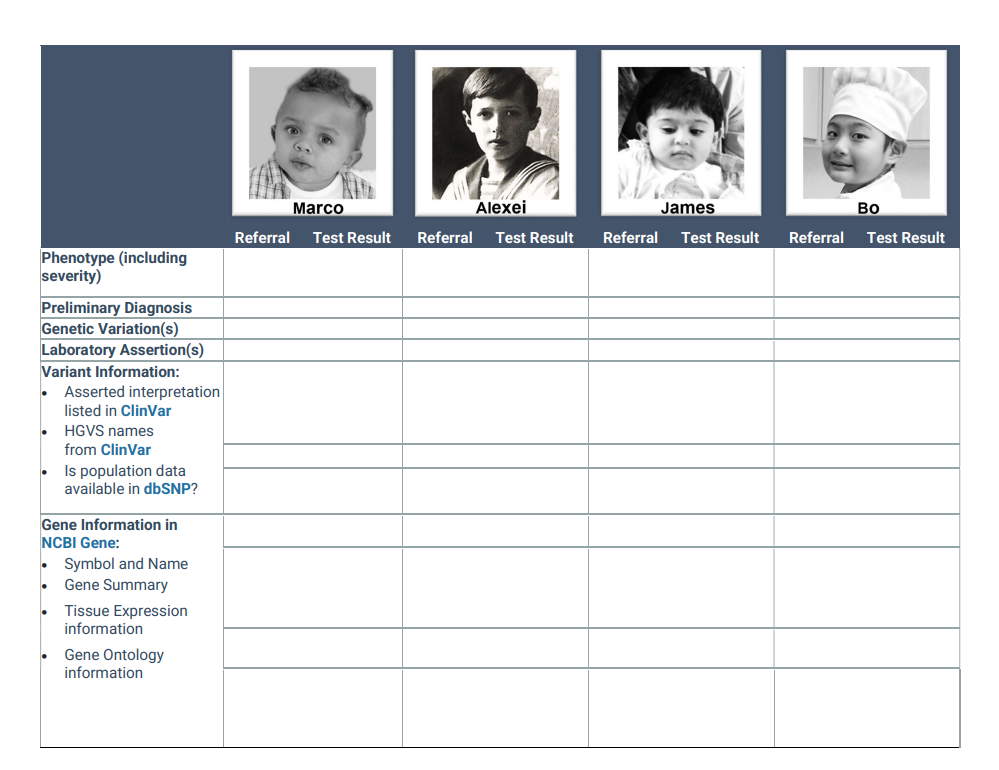 Marco
Alexei
James
Bo
Referral Test Result Referral Test Result Referral Test Result Referral Test Result
Phenotype (including
severity)
Preliminary Diagnosis
Genetic Variation(s)
Laboratory Assertion(s)
Variant Information:
• Asserted interpretation
listed in ClinVar
• HGVS names
from ClinVar
• Is population data
available in dbSNP?
Gene Information in
NCBI Gene:
• Symbol and Name
• Gene Summary
• Tissue Expression
information
• Gene Ontology
information